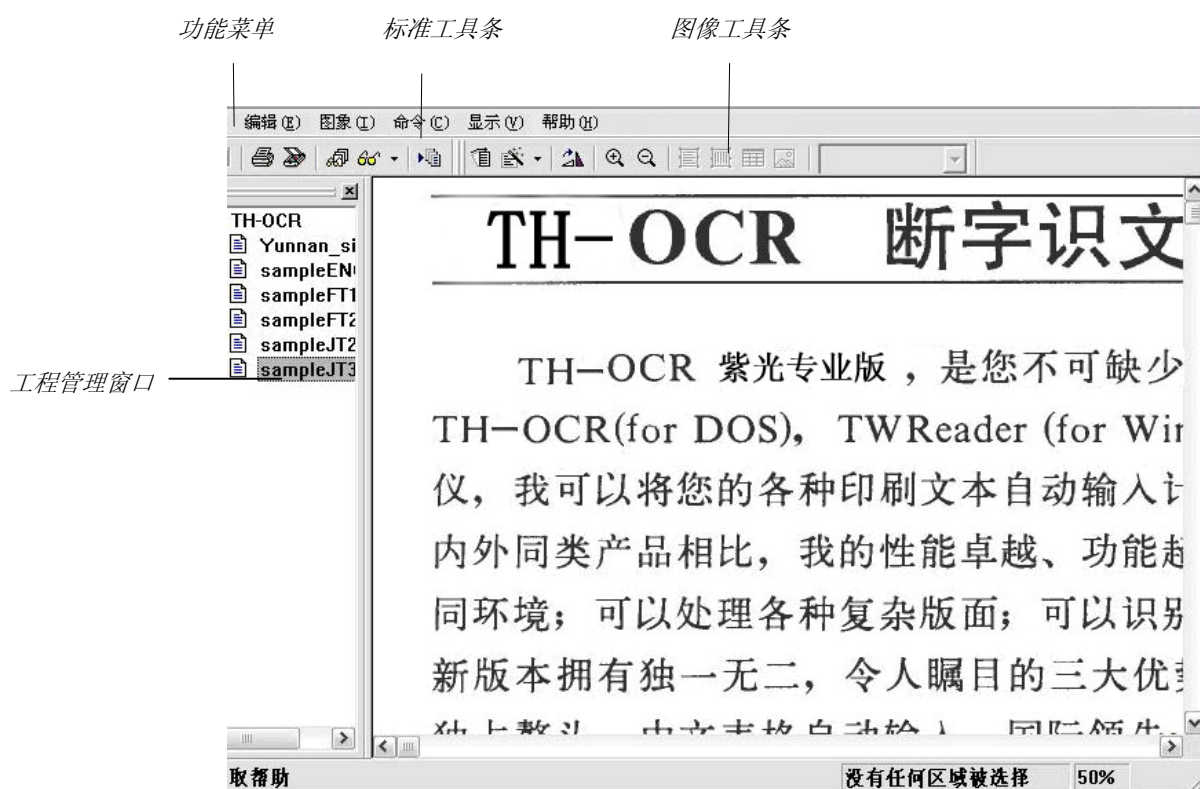 功能菜单 标准工具条 图像工具条
编辑(E) 图象(I) 命令(C) 显示(V) 帮助(H)
TH-OCR
Yunnan_si
sampleEN
sampleFT1
sampleFT2
sampleJT2
sampleJT3
工程管理窗口
TH-OCR 断字识文
TH-OCR 紫光专业版，是您不可缺少
TH-OCR(for DOS), TWReader (for Win
仪，我可以将您的各种印刷文本自动输入计
内外同类产品相比，我的性能卓越、功能超
同环境；可以处理各种复杂版面；可以识别
新版本拥有独一无二，令人瞩目的三大优势
取帮助 没有任何区域被选择 50%